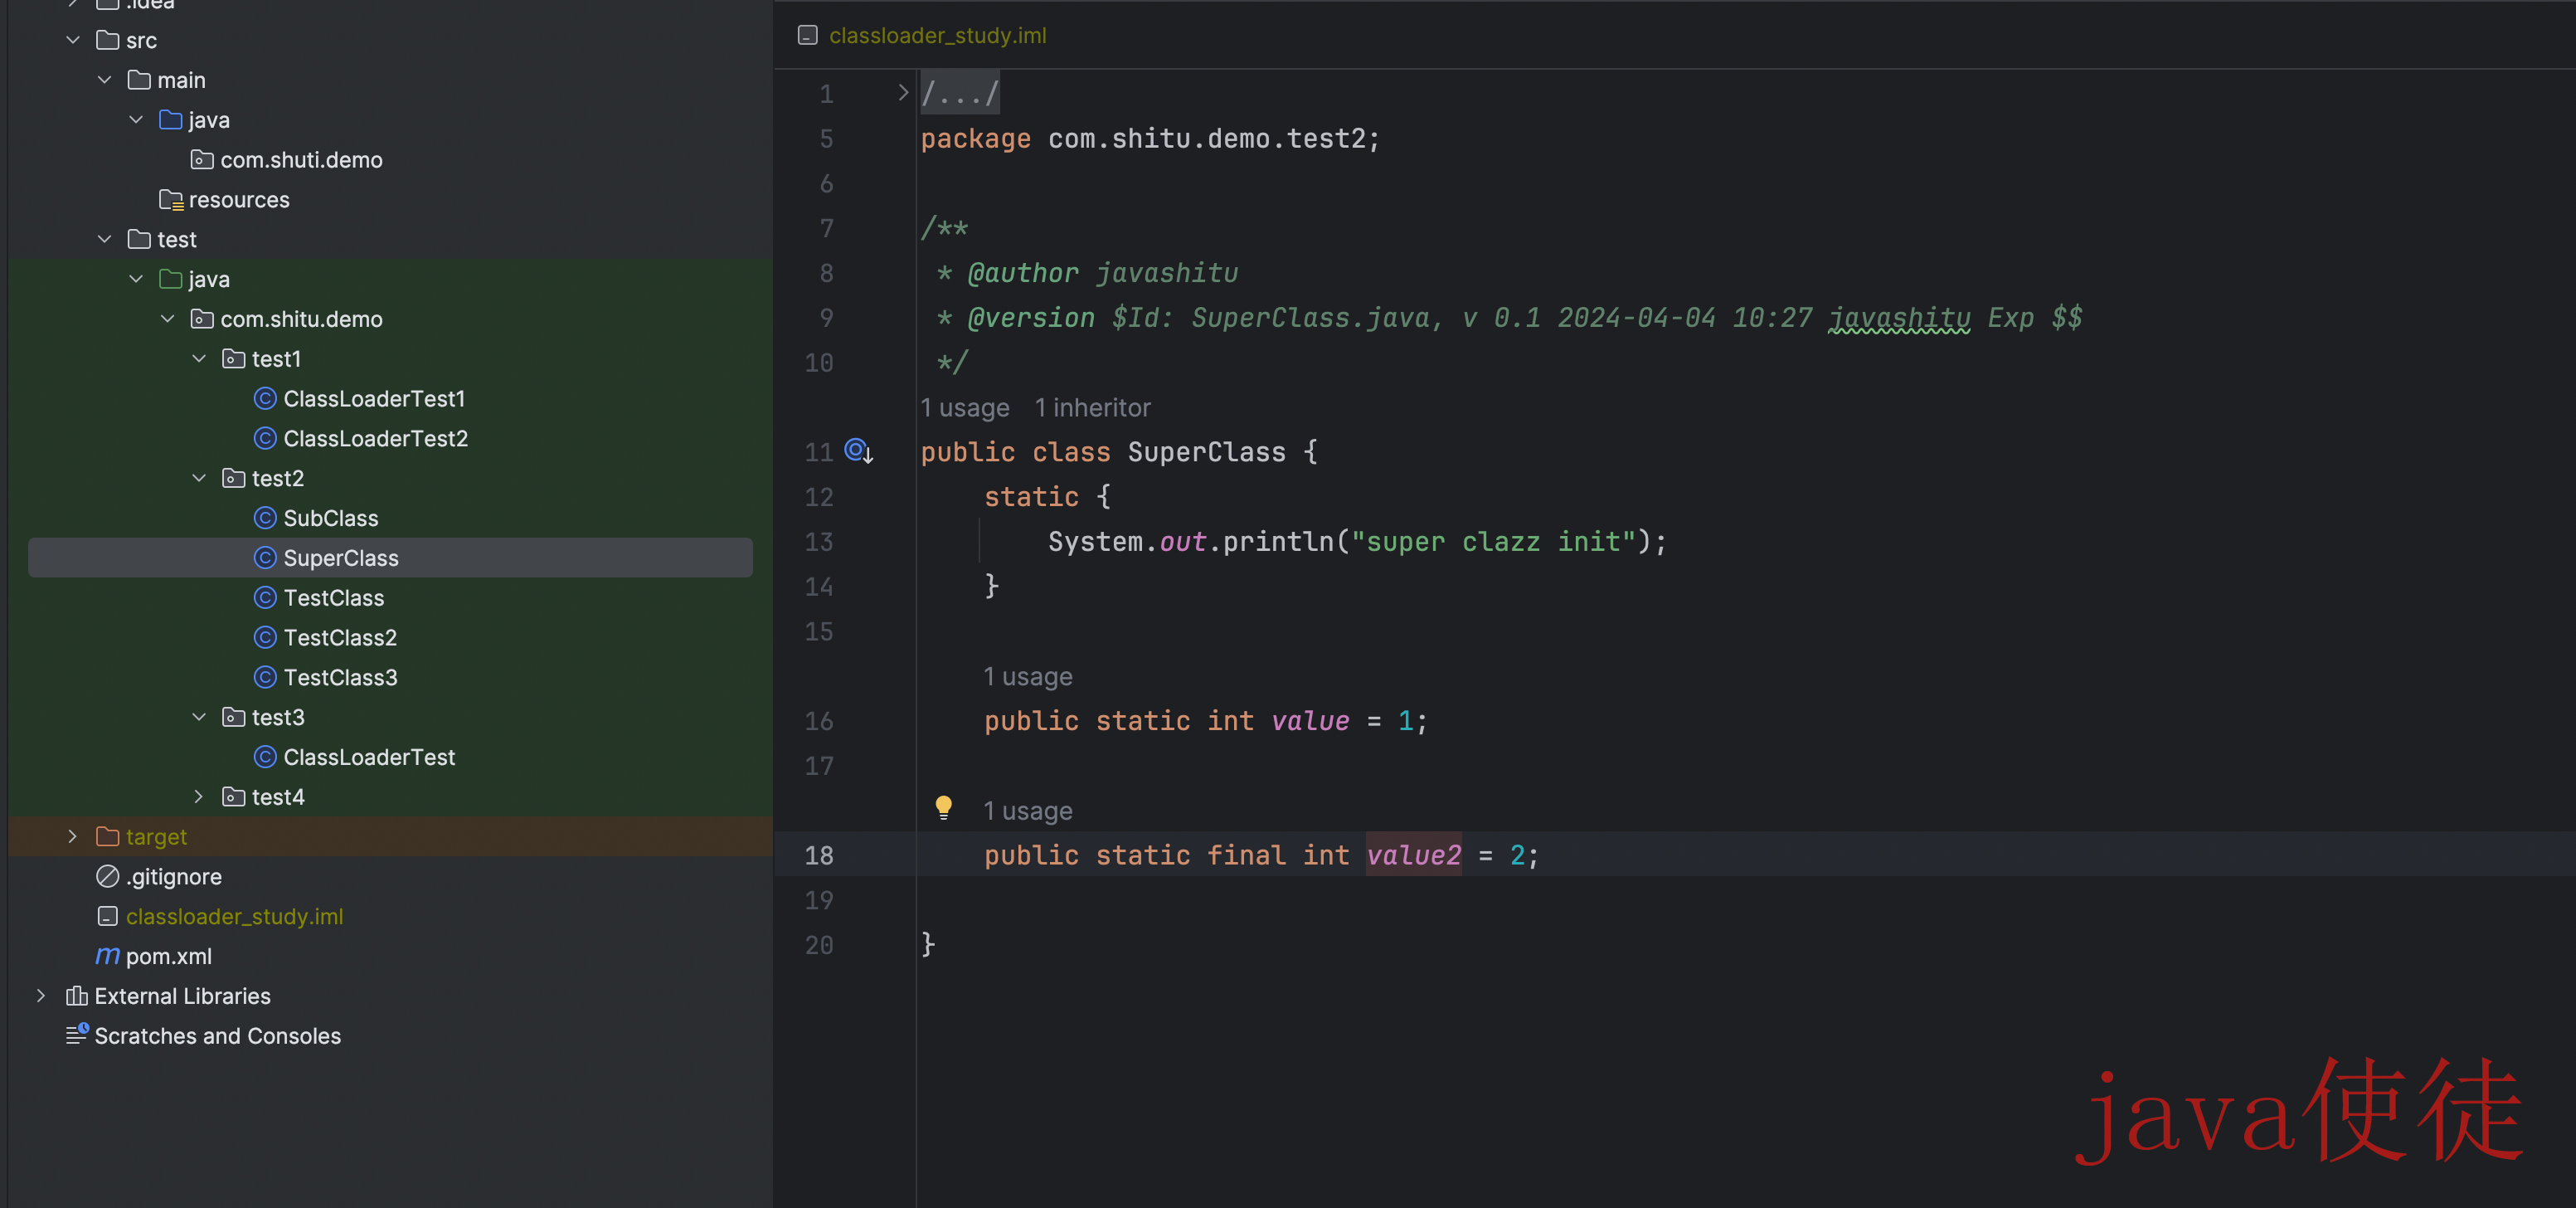 .idea
src
main
java
com.shuti.demo
resources
test
java
com.shitu.demo
test1
ClassLoaderTest1
ClassLoaderTest2
test2
SubClass
SuperClass
TestClass
TestClass2
TestClass3
test3
ClassLoaderTest
test4
target
.gitignore
classloader_study.iml
pom.xml
External Libraries
Scratches and Consoles
classloader_study.iml
1 /.../
5 package com.shitu.demo.test2;
6
7 /**
8 * @author javashitu
9 * @version $Id: SuperClass.java, v 0.1 2024-04-04 10:27 javashitu Exp $$
10 */
1 usage 1 inheritor
11 public class SuperClass {
12 static {
13 System.out.println("super clazz init");
14 }
15
1 usage
16 public static int value = 1;
17
1 usage
18 public static final int value2 = 2;
19
20 }
java使徒